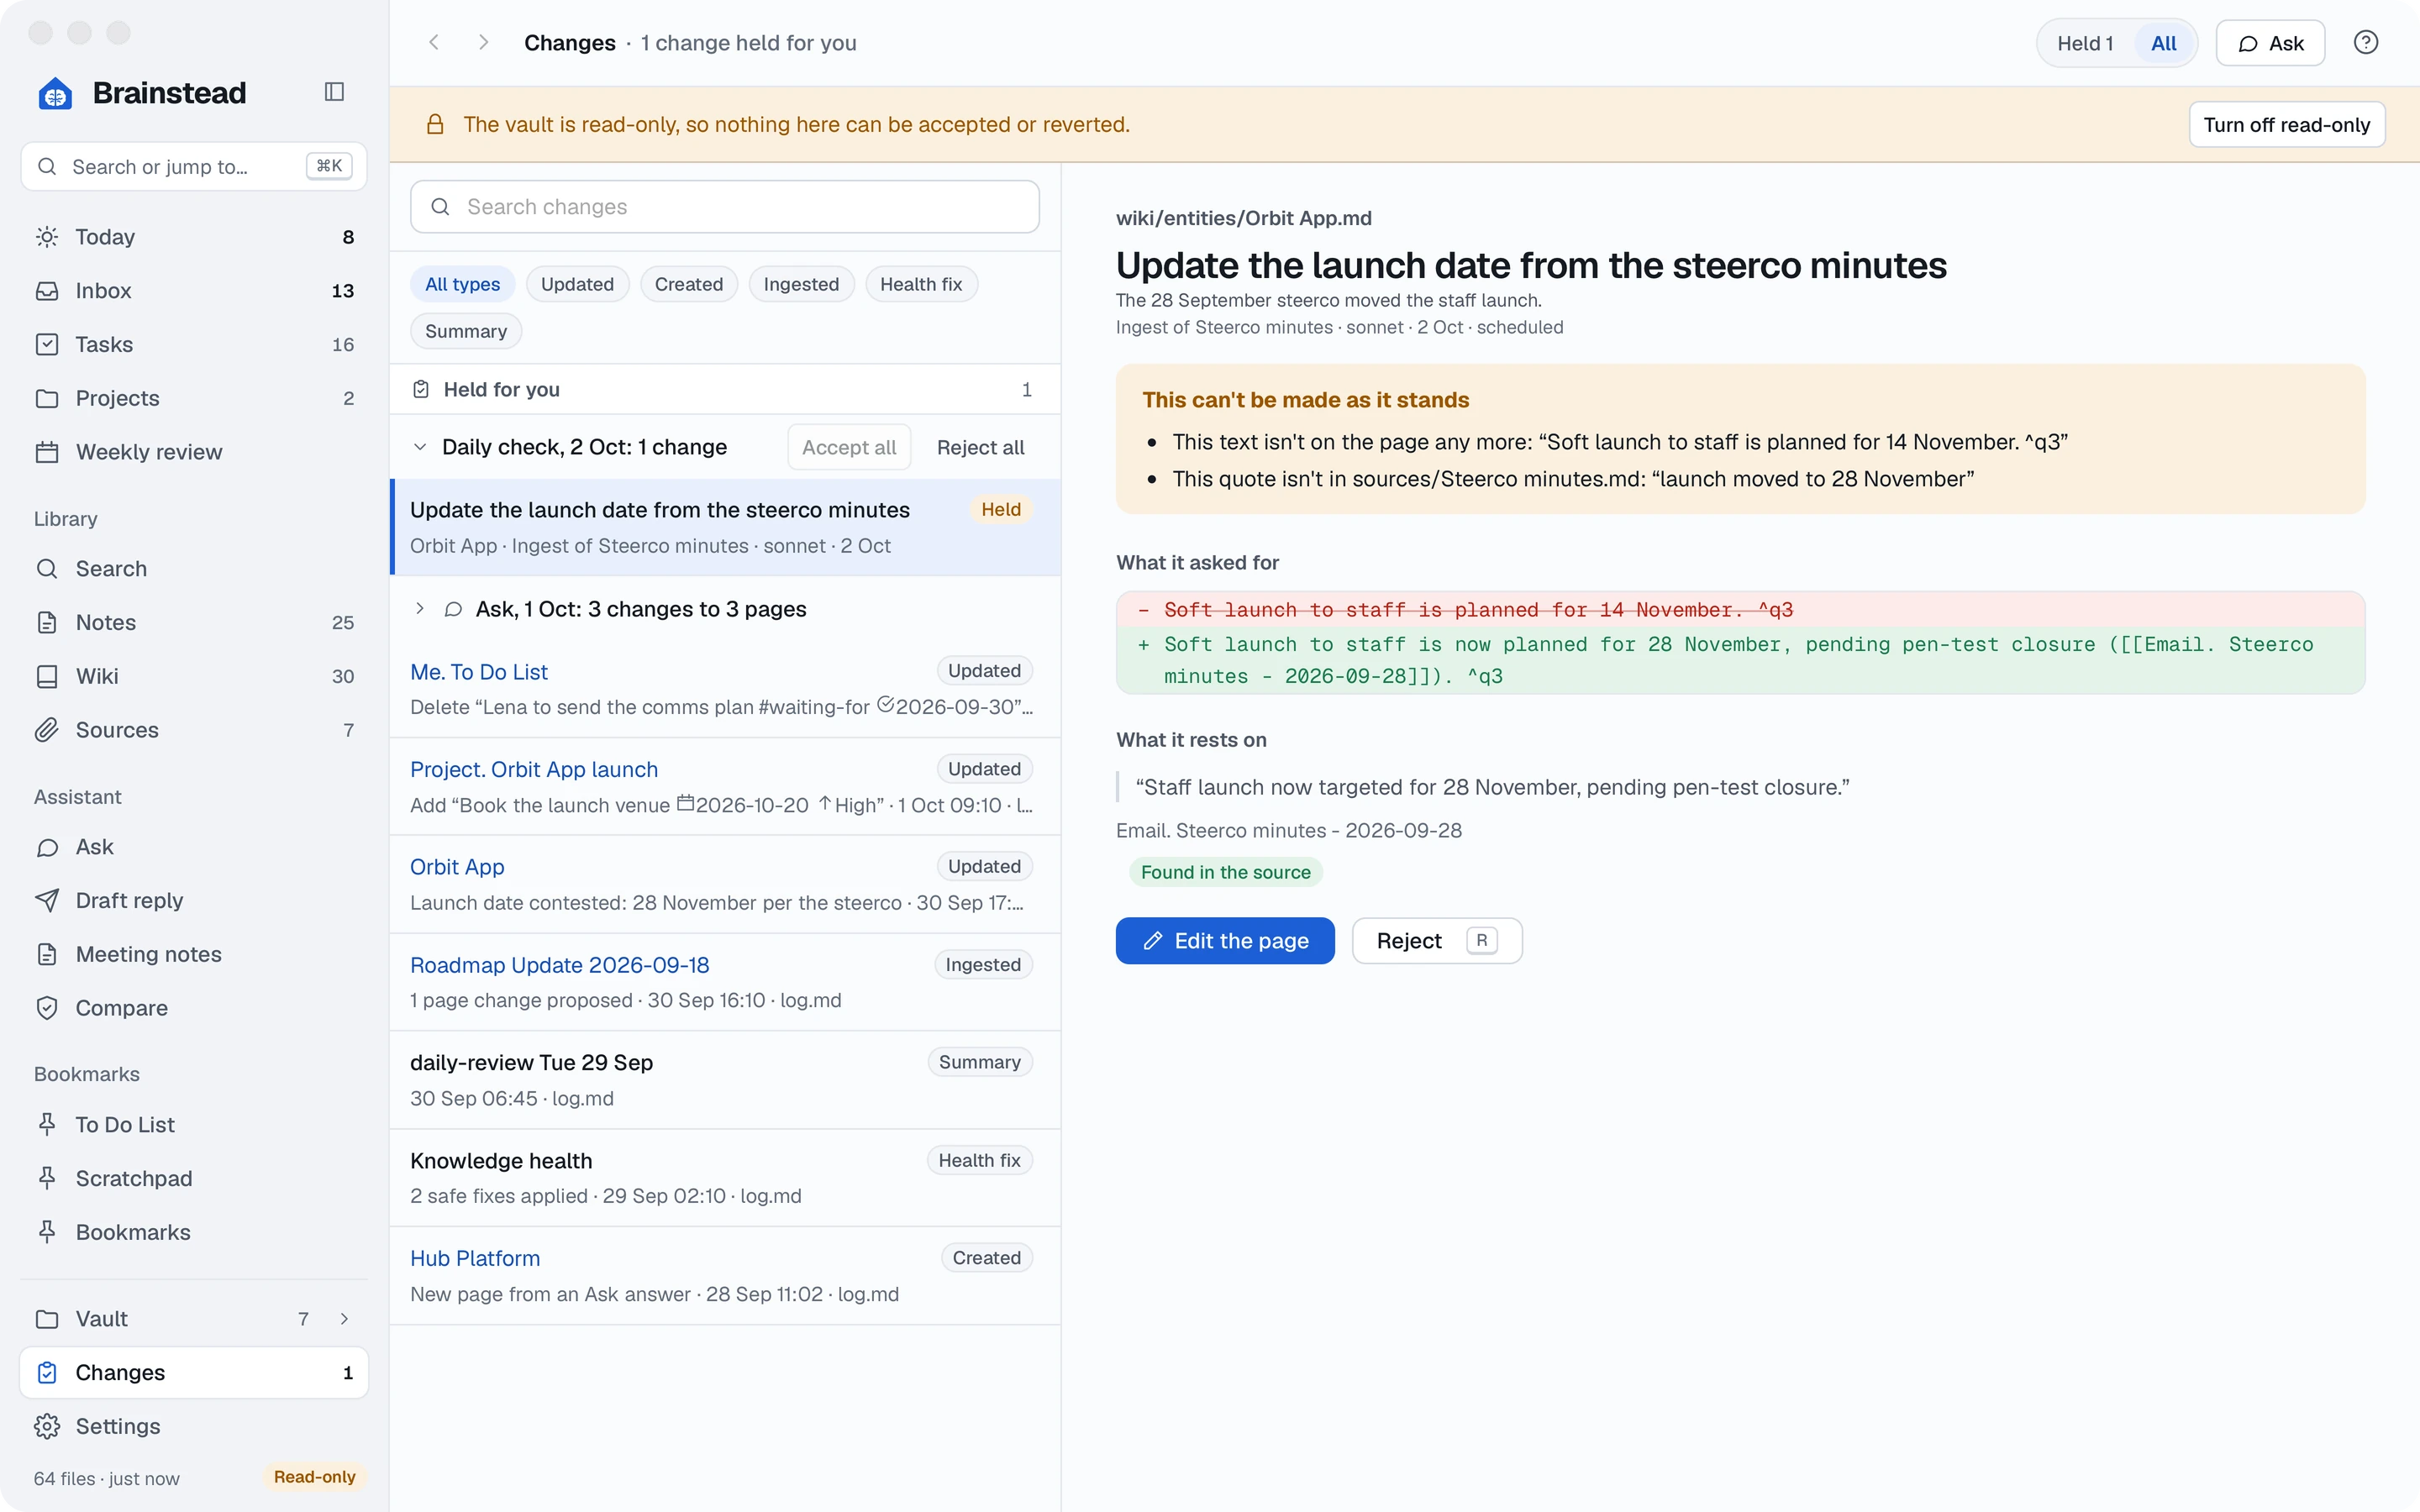 Brainstead
Search or jump to… ⌘K
Today 8
Inbox 13
Tasks 16
Projects 2
Weekly review
Library
Search
Notes 25
Wiki 30
Sources 7
Assistant
Ask
Draft reply
Meeting notes
Compare
Bookmarks
To Do List
Scratchpad
Bookmarks
Vault 7
Changes 1
Settings
64 files · just now Read-only
Changes · 1 change held for you
Held 1 All Ask
The vault is read-only, so nothing here can be accepted or reverted. Turn off read-only
Search changes
All types Updated Created Ingested Health fix
Summary
Held for you 1
Daily check, 2 Oct: 1 change Accept all Reject all
Update the launch date from the steerco minutes Held
Orbit App · Ingest of Steerco minutes · sonnet · 2 Oct
Ask, 1 Oct: 3 changes to 3 pages
Me. To Do List Updated
Delete “Lena to send the comms plan #waiting-for 2026-09-30”…
Project. Orbit App launch Updated
Add “Book the launch venue 2026-10-20 High” · 1 Oct 09:10 · l…
Orbit App Updated
Launch date contested: 28 November per the steerco · 30 Sep 17:…
Roadmap Update 2026-09-18 Ingested
1 page change proposed · 30 Sep 16:10 · log.md
daily-review Tue 29 Sep Summary
30 Sep 06:45 · log.md
Knowledge health Health fix
2 safe fixes applied · 29 Sep 02:10 · log.md
Hub Platform Created
New page from an Ask answer · 28 Sep 11:02 · log.md
wiki/entities/Orbit App.md
Update the launch date from the steerco minutes
The 28 September steerco moved the staff launch.
Ingest of Steerco minutes · sonnet · 2 Oct · scheduled
This can't be made as it stands
• This text isn't on the page any more: “Soft launch to staff is planned for 14 November. ^q3”
• This quote isn't in sources/Steerco minutes.md: “launch moved to 28 November”
What it asked for
- Soft launch to staff is planned for 14 November. ^q3
+ Soft launch to staff is now planned for 28 November, pending pen-test closure ([[Email. Steerco
minutes - 2026-09-28]]). ^q3
What it rests on
“Staff launch now targeted for 28 November, pending pen-test closure.”
Email. Steerco minutes - 2026-09-28
Found in the source
Edit the page Reject R